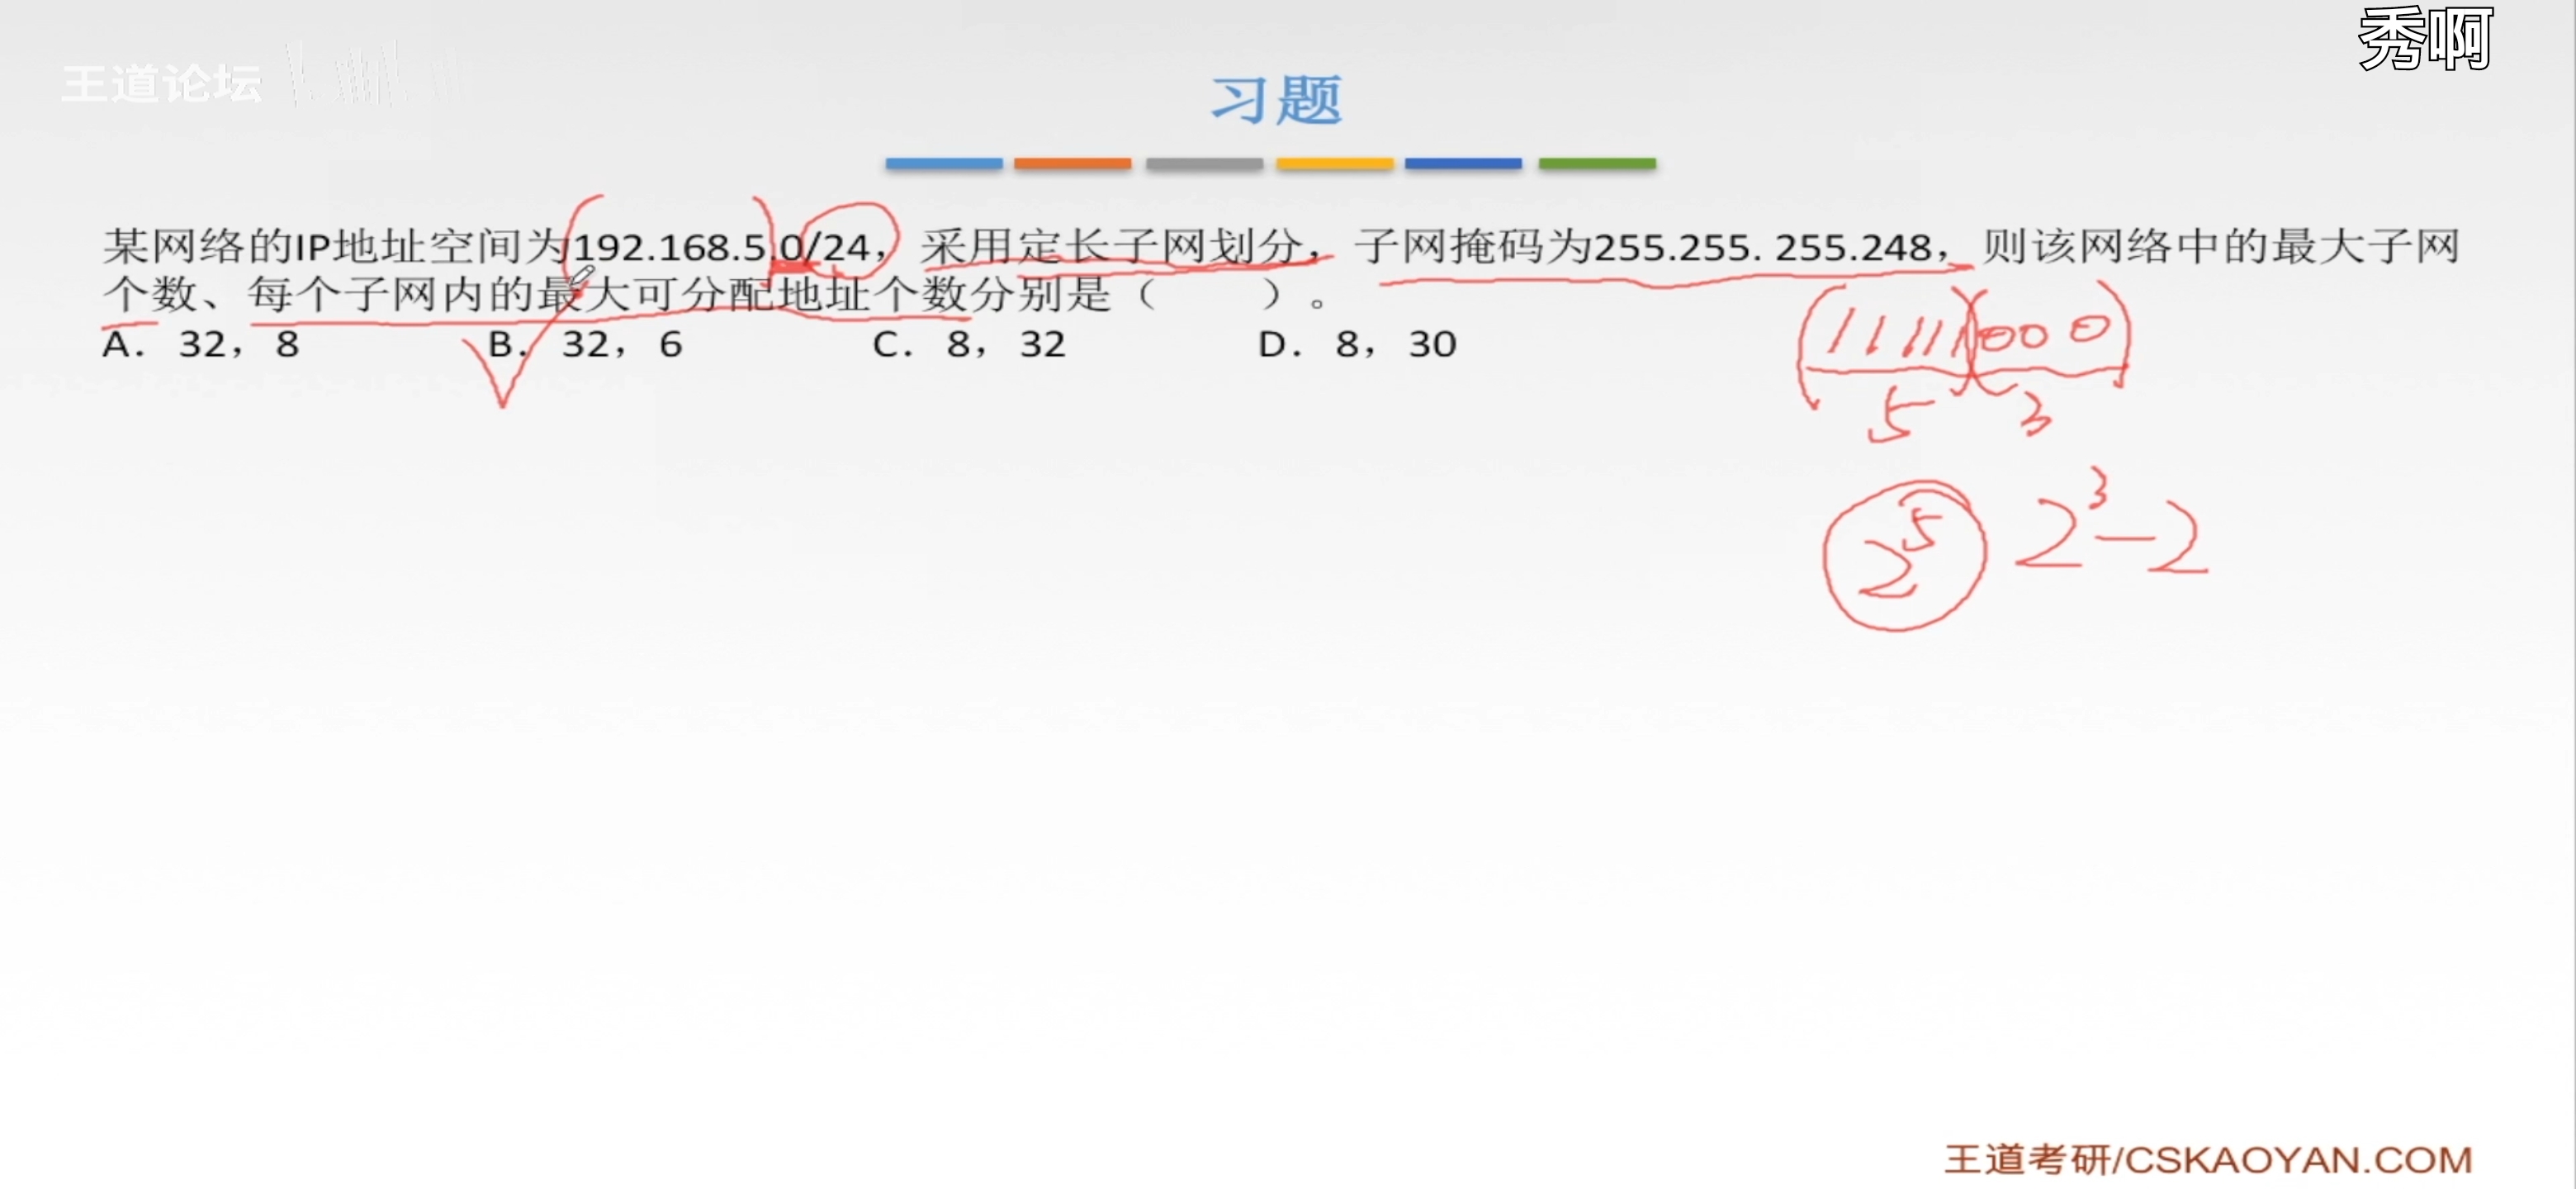 秀啊
王道论坛
习题
某网络的IP地址空间为192.168.5.0/24，采用定长子网划分，子网掩码为255.255. 255.248，则该网络中的最大子网
个数、每个子网内的最大可分配地址个数分别是（ ）。
A. 32，8 B. 32，6 C. 8，32 D. 8，30
11111000
5 3
2⁵ 2³-2
王道考研/CSKAOYAN.COM